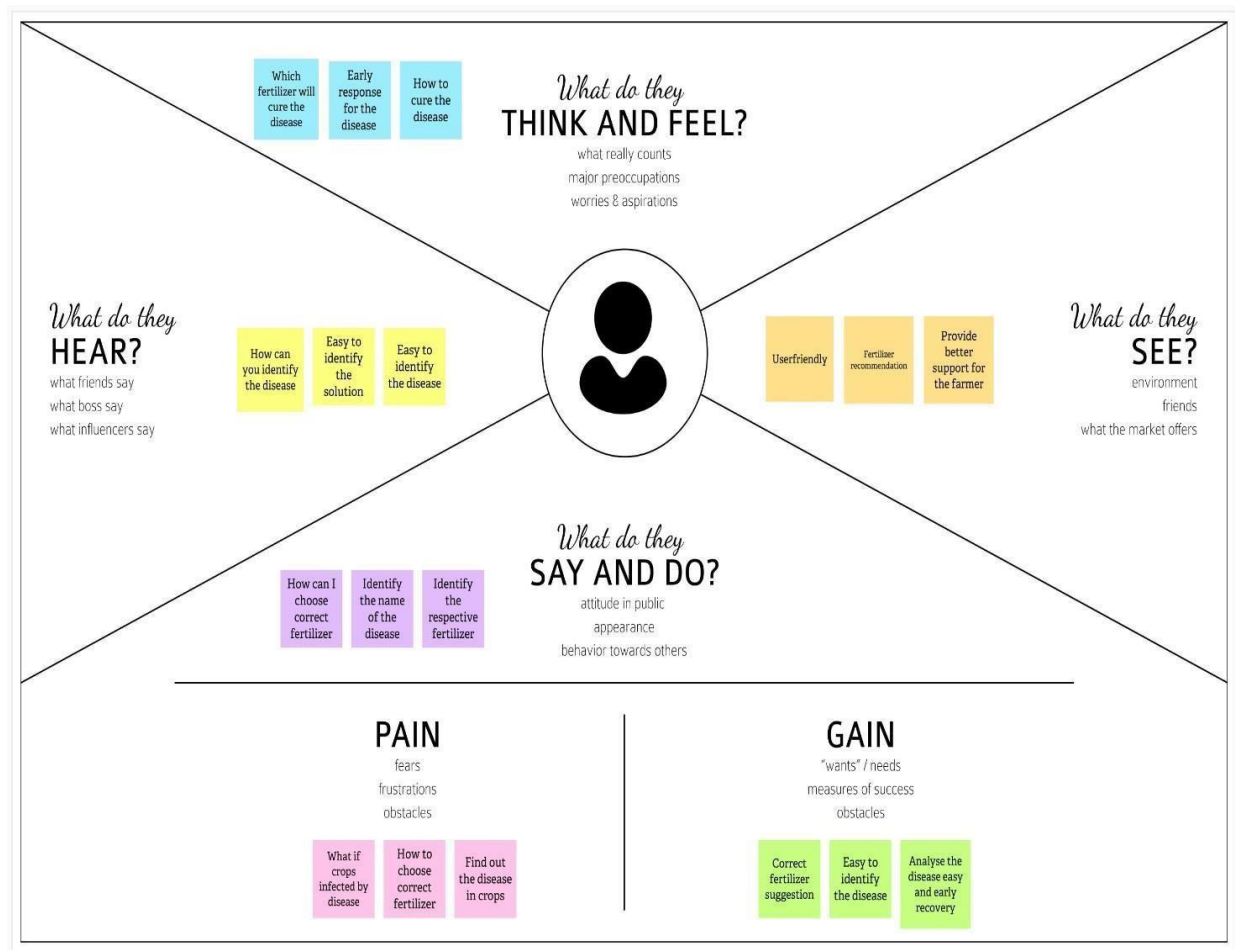 Which
fertilizer will
cure the
disease
Early
response
for the
disease
How to
cure the
disease
What do they
THINK AND FEEL?
what really counts
major preoccupations
worries & aspirations
What do they
HEAR?
what friends say
what boss say
what influencers say
How can
you identify
the disease
Easy to
identify
the
solution
Easy to
identify
the disease
Userfriendly
Fertilizer
recommendation
Provide
better
support for
the farmer
What do they
SEE?
environment
friends
what the market offers
What do they
SAY AND DO?
attitude in public
appearance
behavior towards others
How can I
choose
correct
fertilizer
Identify
the name
of the
disease
Identify
the
respective
fertilizer
PAIN
fears
frustrations
obstacles
What if
crops
infected by
disease
How to
choose
correct
fertilizer
Find out
the disease
in crops
GAIN
"wants" / needs
measures of success
obstacles
Correct
fertilizer
suggestion
Easy to
identify
the disease
Analyse the
disease easy
and early
recovery